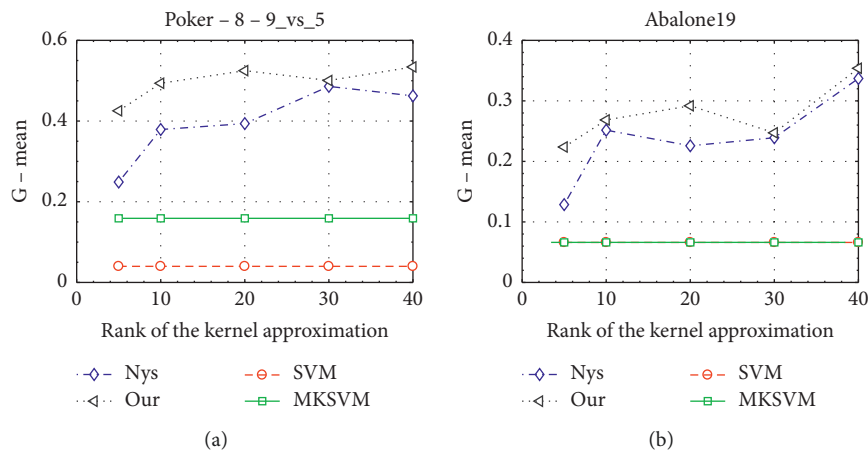 Poker – 8 – 9_vs_5
0.6
0.4
0.2
0
G – mean
0
10
20
30
40
Rank of the kernel approximation
Nys
SVM
Our
MKSVM
(a)
Abalone19
0.4
0.3
0.2
0.1
0
G – mean
0
10
20
30
40
Rank of the kernel approximation
Nys
SVM
Our
MKSVM
(b)